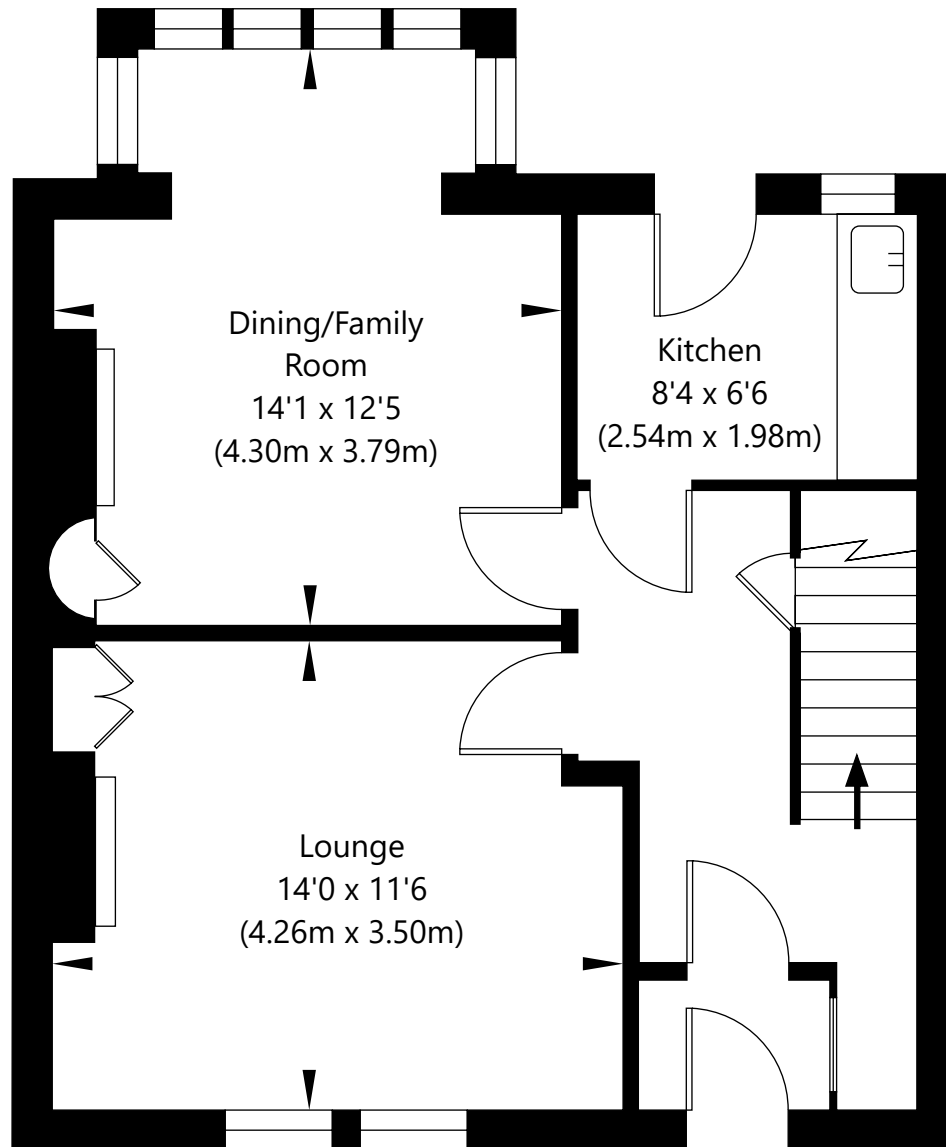 Dining/Family
Room
14'1 x 12'5
(4.30m x 3.79m)
Kitchen
8'4 x 6'6
(2.54m x 1.98m)
Lounge
14'0 x 11'6
(4.26m x 3.50m)